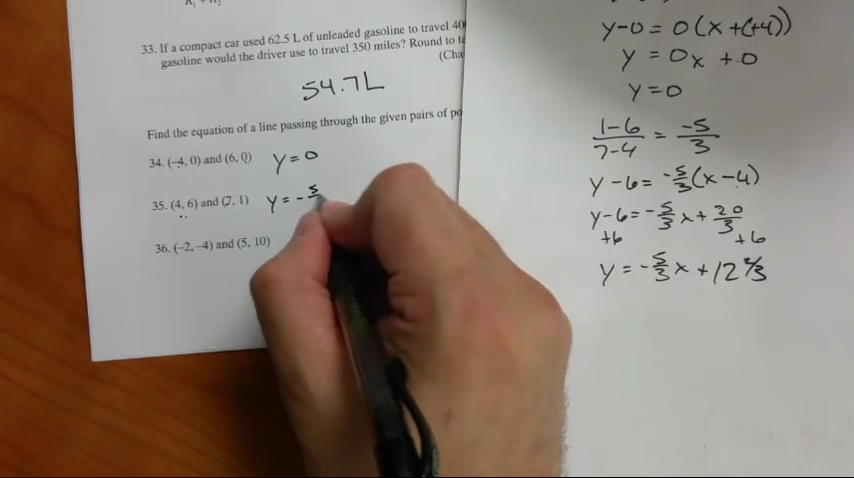 33. If a compact car used 62.5 L of unleaded gasoline to travel 40
gasoline would the driver use to travel 350 miles? Round to te
(Cha
54.7L
Find the equation of a line passing through the given pairs of po
34. (–4, 0) and (6, 0) y = 0
35. (4, 6) and (7, 1) y = - 5
36. (–2, –4) and (5, 10)
y-0 = 0(x+(+4))
y = 0x + 0
y=0
1-6/7-4 = -5/3
y-6 = -5/3(x-4)
y-6 = -5/3x + 20/3
+6 +6
y = -5/3x + 12 2/3